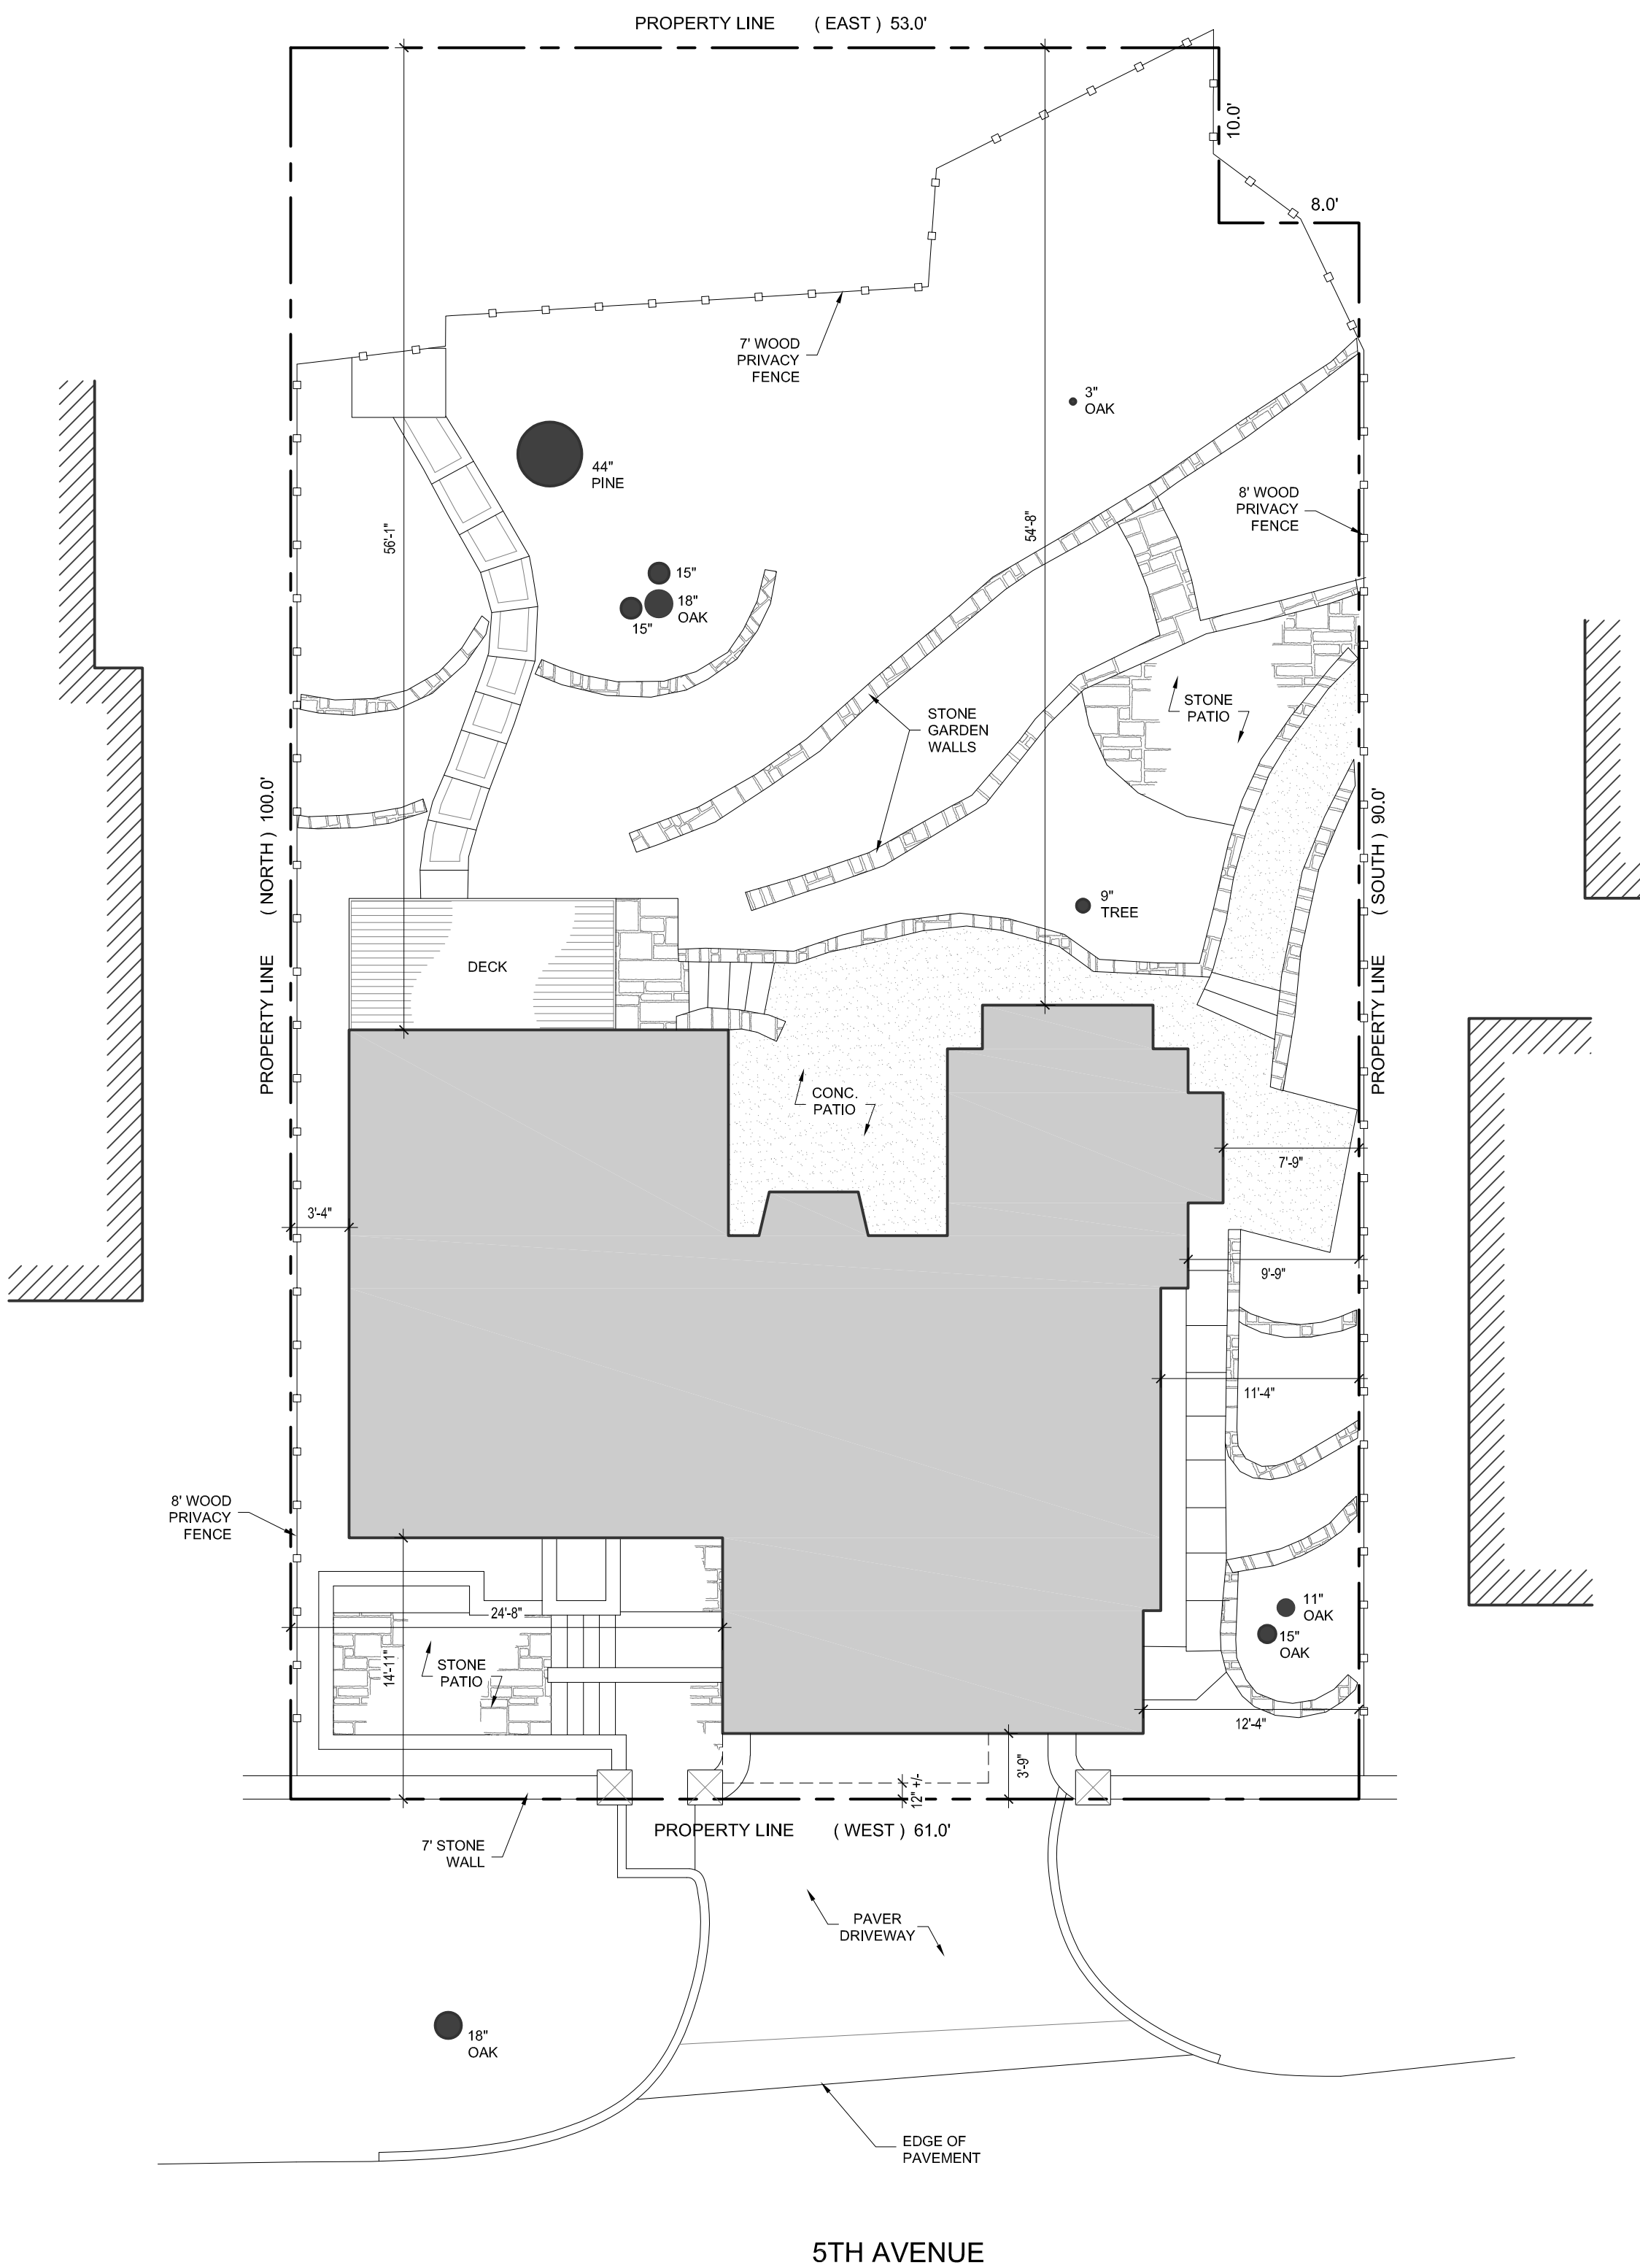 PROPERTY LINE ( EAST ) 53.0'
10.0'
8.0'
7' WOOD
PRIVACY
FENCE
3"
OAK
44"
PINE
8' WOOD
PRIVACY
FENCE
56'-1"
54'-8"
15"
18"
OAK
15"
STONE
GARDEN
WALLS
STONE
PATIO
PROPERTY LINE ( NORTH ) 100.0'
PROPERTY LINE ( SOUTH ) 90.0'
9"
TREE
DECK
CONC.
PATIO
7'-9"
3'-4"
9'-9"
11'-4"
8' WOOD
PRIVACY
FENCE
24'-8"
14'-11"
STONE
PATIO
11"
OAK
15"
OAK
12'-4"
3'-9"
12" +/-
PROPERTY LINE ( WEST ) 61.0'
7' STONE
WALL
PAVER
DRIVEWAY
18"
OAK
EDGE OF
PAVEMENT
5TH AVENUE